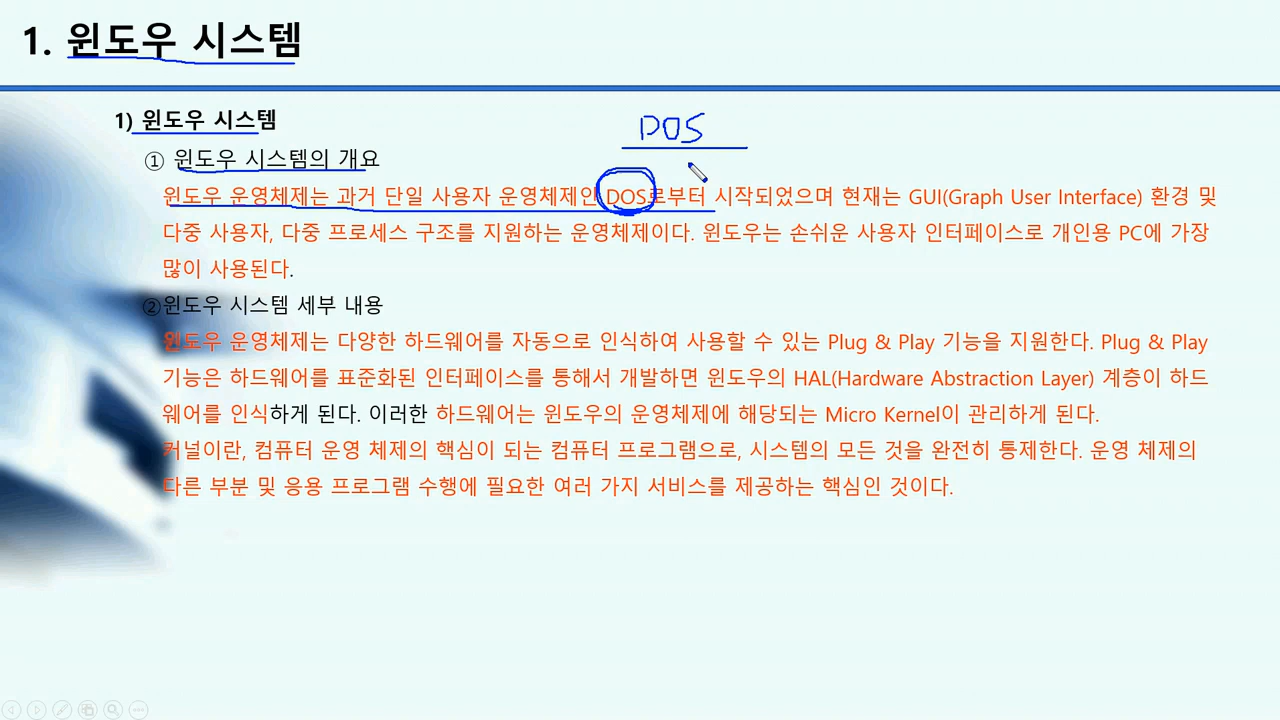 1. 윈도우 시스템
1) 윈도우 시스템
DOS
① 윈도우 시스템의 개요
윈도우 운영체제는 과거 단일 사용자 운영체제인 DOS로부터 시작되었으며 현재는 GUI(Graph User Interface) 환경 및
다중 사용자, 다중 프로세스 구조를 지원하는 운영체제이다. 윈도우는 손쉬운 사용자 인터페이스로 개인용 PC에 가장
많이 사용된다.
②윈도우 시스템 세부 내용
윈도우 운영체제는 다양한 하드웨어를 자동으로 인식하여 사용할 수 있는 Plug & Play 기능을 지원한다. Plug & Play
기능은 하드웨어를 표준화된 인터페이스를 통해서 개발하면 윈도우의 HAL(Hardware Abstraction Layer) 계층이 하드
웨어를 인식하게 된다. 이러한 하드웨어는 윈도우의 운영체제에 해당되는 Micro Kernel이 관리하게 된다.
커널이란, 컴퓨터 운영 체제의 핵심이 되는 컴퓨터 프로그램으로, 시스템의 모든 것을 완전히 통제한다. 운영 체제의
다른 부분 및 응용 프로그램 수행에 필요한 여러 가지 서비스를 제공하는 핵심인 것이다.